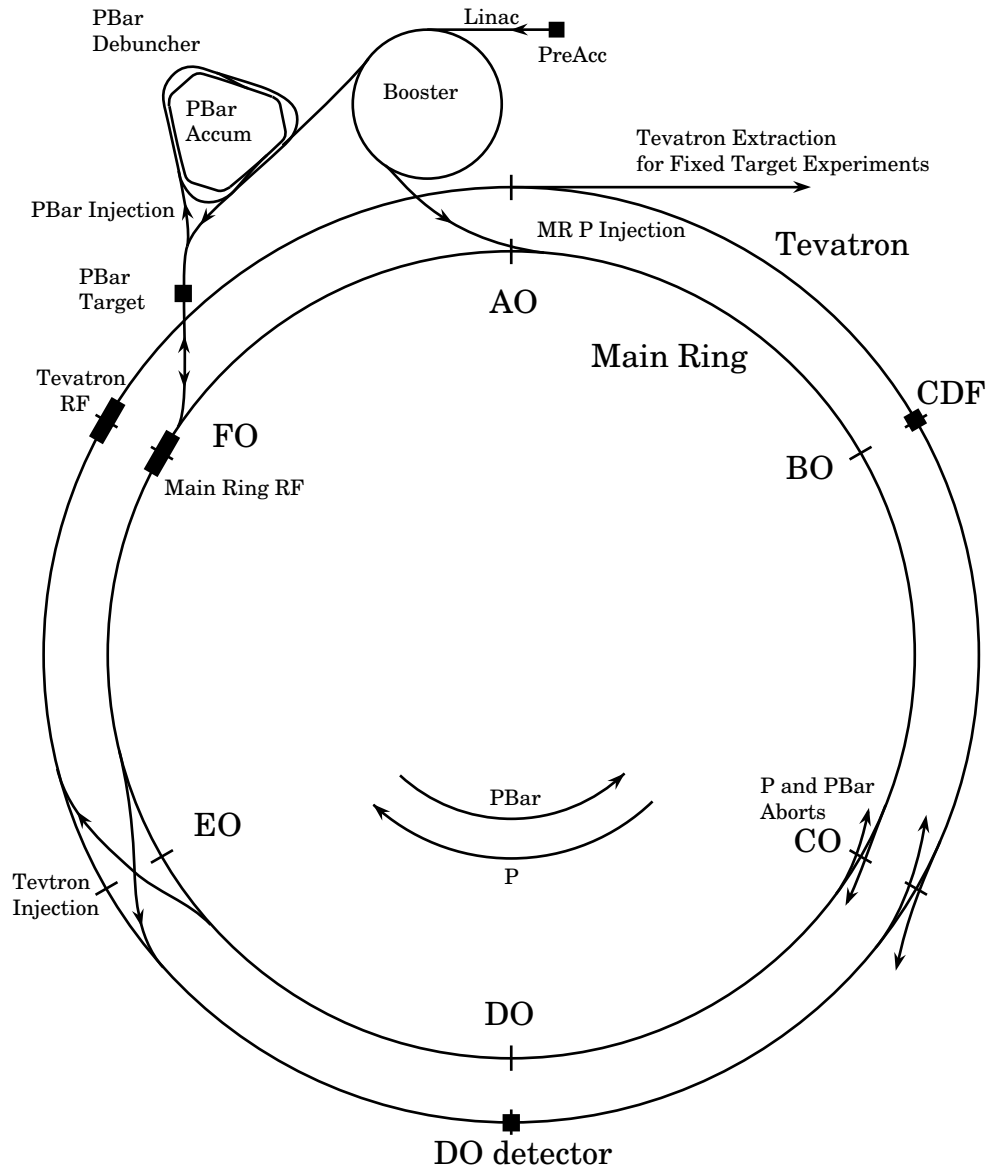 PBar
Debuncher
Linac
PreAcc
Booster
PBar
Accum
Tevatron Extraction
for Fixed Target Experiments
PBar Injection
MR P Injection
Tevatron
PBar
Target
AO
Main Ring
Tevatron
RF
CDF
FO
BO
Main Ring RF
PBar
P and PBar
Aborts
EO
CO
P
Tevtron
Injection
DO
DO detector